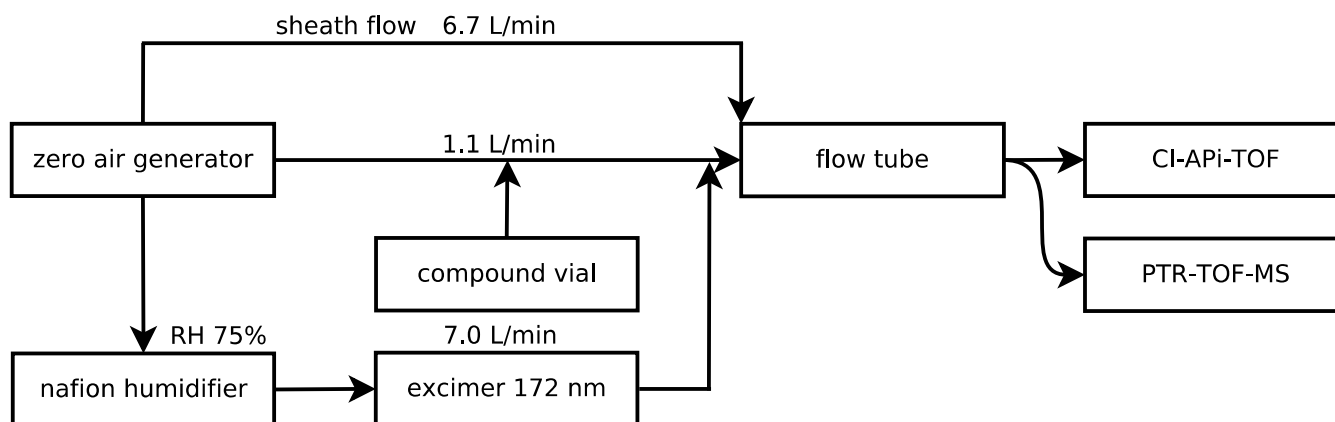 sheath flow 6.7 L/min
zero air generator
1.1 L/min
flow tube
CI-APi-TOF
compound vial
PTR-TOF-MS
RH 75%
7.0 L/min
nafion humidifier
excimer 172 nm